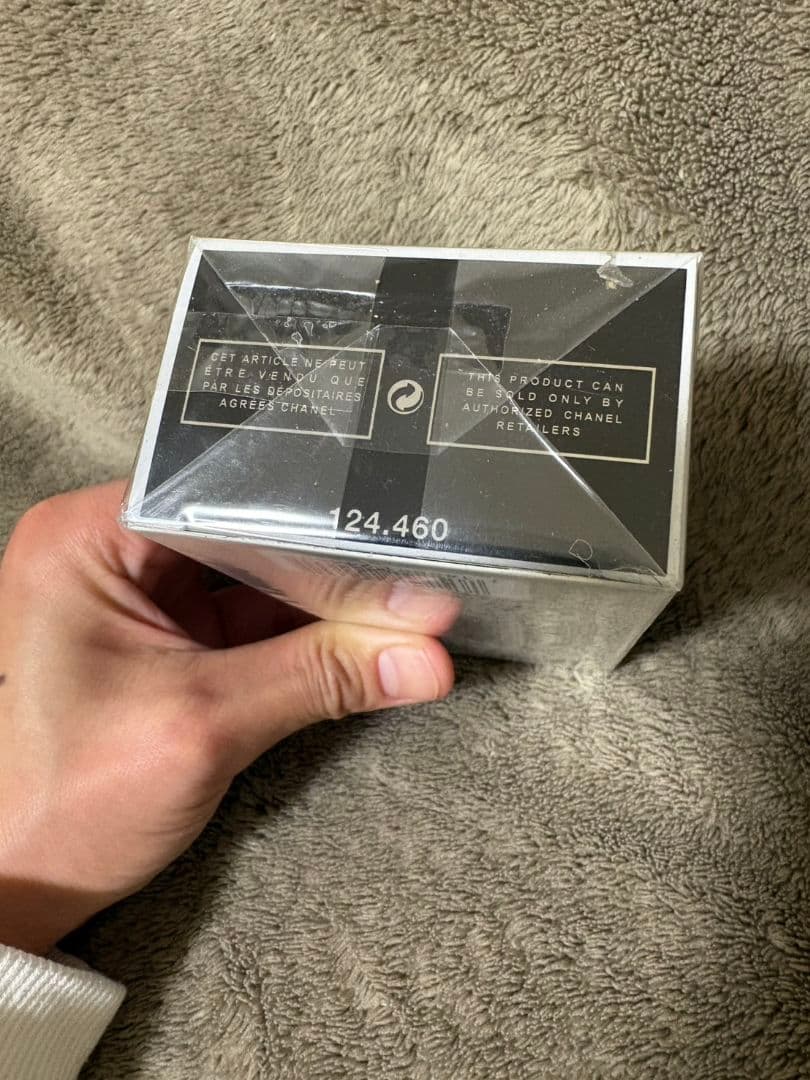 CET ARTICLE NE PEUT
ÊTRE VENDU QUE
PAR LES DÉPOSITAIRES
AGRÉÉS CHANEL
THIS PRODUCT CAN
BE SOLD ONLY BY
AUTHORIZED CHANEL
RETAILERS
124.460